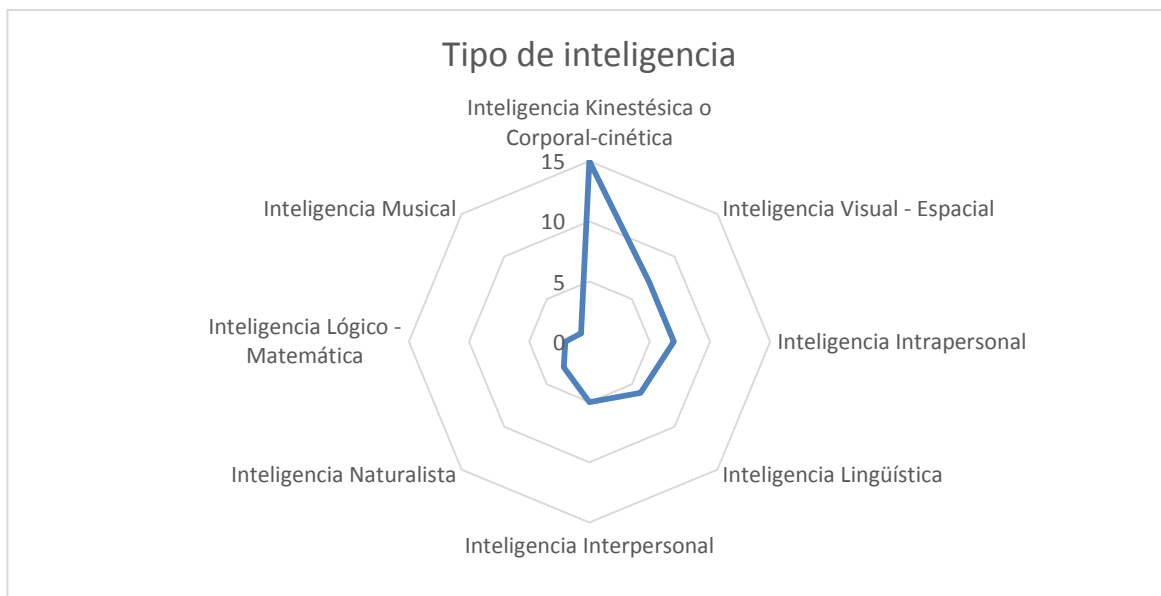 Tipo de inteligencia
Inteligencia Kinestésica o
Corporal-cinética
15
10
5
0
Inteligencia Visual - Espacial
Inteligencia Intrapersonal
Inteligencia Lingüística
Inteligencia Interpersonal
Inteligencia Naturalista
Inteligencia Lógico -
Matemática
Inteligencia Musical